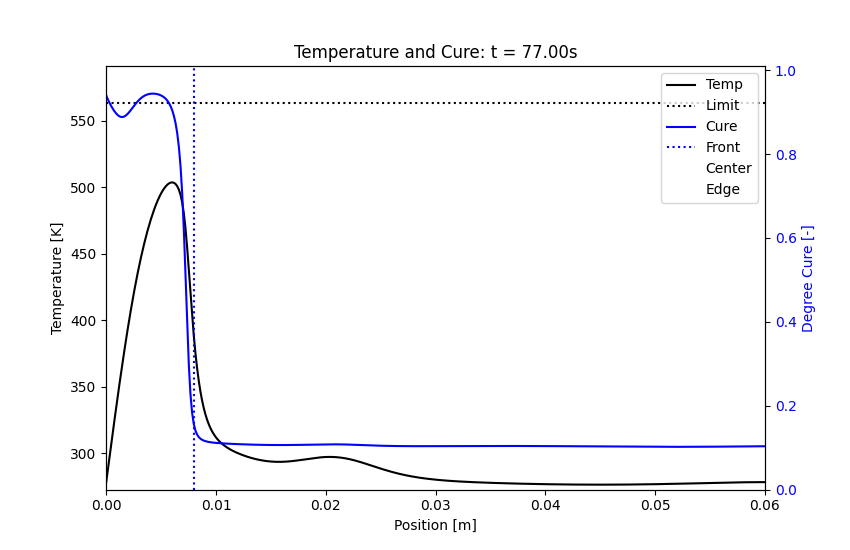 Temperature and Cure: t = 77.00s
Temp
Limit
Cure
Front
Center
Edge
Temperature [K]
550
500
450
400
350
300
Degree Cure [-]
1.0
0.8
0.6
0.4
0.2
0.0
0.00 0.01 0.02 0.03 0.04 0.05 0.06
Position [m]